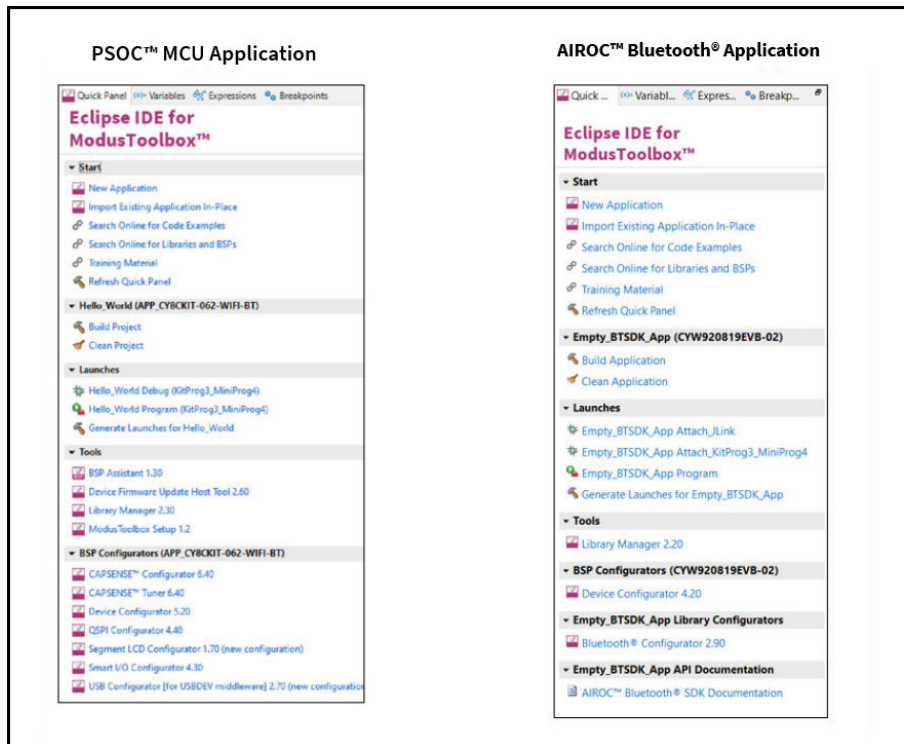 PSOC™ MCU Application
Quick Panel (x)= Variables Expressions Breakpoints
Eclipse IDE for
ModusToolbox™
Start
New Application
Import Existing Application In-Place
Search Online for Code Examples
Search Online for Libraries and BSPs
Training Material
Refresh Quick Panel
Hello_World (APP_CY8CKIT-062-WIFI-BT)
Build Project
Clean Project
Launches
Hello_World Debug (KitProg3_MiniProg4)
Hello_World Program (KitProg3_MiniProg4)
Generate Launches for Hello_World
Tools
BSP Assistant 1.30
Device Firmware Update Host Tool 2.60
Library Manager 2.30
ModusToolbox Setup 1.2
BSP Configurators (APP_CY8CKIT-062-WIFI-BT)
CAPSENSE™ Configurator 6.40
CAPSENSE™ Tuner 6.40
Device Configurator 5.20
QSPI Configurator 4.40
Segment LCD Configurator 1.70 (new configuration)
Smart I/O Configurator 4.30
USB Configurator [for USBDEV middleware] 2.70 (new configuration
AIROC™ Bluetooth® Application
Quick ... (x)= Variabl... Expres... Breakp...
Eclipse IDE for
ModusToolbox™
Start
New Application
Import Existing Application In-Place
Search Online for Code Examples
Search Online for Libraries and BSPs
Training Material
Refresh Quick Panel
Empty_BTSDK_App (CYW920819EVB-02)
Build Application
Clean Application
Launches
Empty_BTSDK_App Attach_JLink
Empty_BTSDK_App Attach_KitProg3_MiniProg4
Empty_BTSDK_App Program
Generate Launches for Empty_BTSDK_App
Tools
Library Manager 2.20
BSP Configurators (CYW920819EVB-02)
Device Configurator 4.20
Empty_BTSDK_App Library Configurators
Bluetooth® Configurator 2.90
Empty_BTSDK_App API Documentation
AIROC™ Bluetooth® SDK Documentation